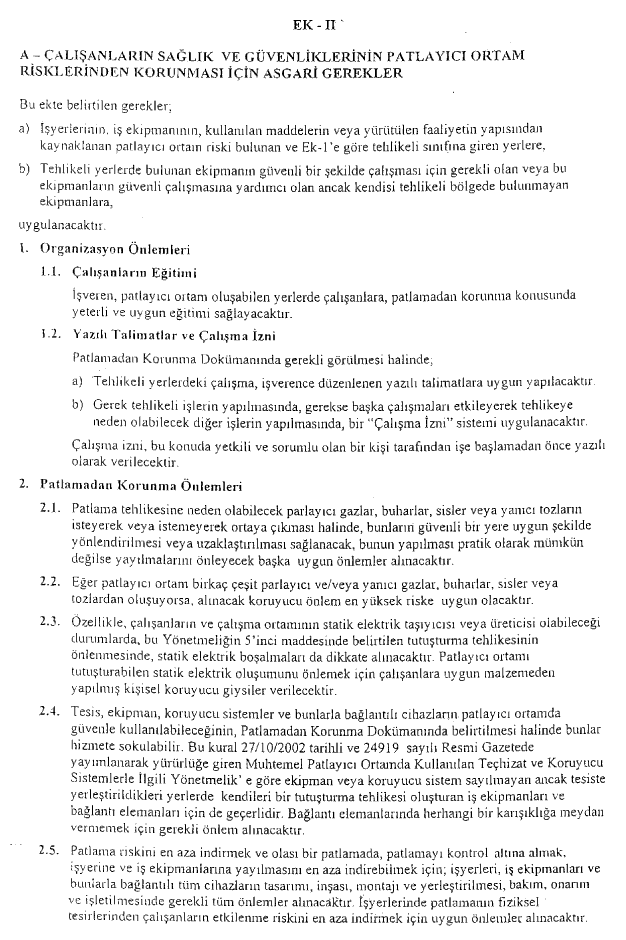 EK - II
A – ÇALIŞANLARIN SAĞLIK VE GÜVENLİKLERİNİN PATLAYICI ORTAM
RİSKLERİNDEN KORUNMASI İÇİN ASGARİ GEREKLER
Bu ekte belirtilen gerekler;
a) İşyerlerinin, iş ekipmanının, kullanılan maddelerin veya yürütülen faaliyetin yapısından
kaynaklanan patlayıcı ortam riski bulunan ve Ek-1'e göre tehlikeli sınıfına giren yerlere,
b) Tehlikeli yerlerde bulunan ekipmanın güvenli bir şekilde çalışması için gerekli olan veya bu
ekipmanların güvenli çalışmasına yardımcı olan ancak kendisi tehlikeli bölgede bulunmayan
ekipmanlara,
uygulanacaktır.
1. Organizasyon Önlemleri
1.1. Çalışanların Eğitimi
İşveren, patlayıcı ortam oluşabilen yerlerde çalışanlara, patlamadan korunma konusunda
yeterli ve uygun eğitimi sağlayacaktır.
1.2. Yazılı Talimatlar ve Çalışma İzni
Patlamadan Korunma Dokümanında gerekli görülmesi halinde;
a) Tehlikeli yerlerdeki çalışma, işverence düzenlenen yazılı talimatlara uygun yapılacaktır.
b) Gerek tehlikeli işlerin yapılmasında, gerekse başka çalışmaları etkileyerek tehlikeye
neden olabilecek diğer işlerin yapılmasında, bir “Çalışma İzni” sistemi uygulanacaktır.
Çalışma izni, bu konuda yetkili ve sorumlu olan bir kişi tarafından işe başlamadan önce yazılı
olarak verilecektir.
2. Patlamadan Korunma Önlemleri
2.1. Patlama tehlikesine neden olabilecek parlayıcı gazlar, buharlar, sisler veya yanıcı tozların
isteyerek veya istemeyerek ortaya çıkması halinde, bunların güvenli bir yere uygun şekilde
yönlendirilmesi veya uzaklaştırılması sağlanacak, bunun yapılması pratik olarak mümkün
değilse yayılmalarını önleyecek başka uygun önlemler alınacaktır.
2.2. Eğer patlayıcı ortam birkaç çeşit parlayıcı ve/veya yanıcı gazlar, buharlar, sisler veya
tozlardan oluşuyorsa, alınacak koruyucu önlem en yüksek riske uygun olacaktır.
2.3. Özellikle, çalışanların ve çalışma ortamının statik elektrik taşıyıcısı veya üreticisi olabileceği
durumlarda, bu Yönetmeliğin 5'inci maddesinde belirtilen tutuşturma tehlikesinin
önlenmesinde, statik elektrik boşalmaları da dikkate alınacaktır. Patlayıcı ortamı
tutuşturabilen statik elektrik oluşumunu önlemek için çalışanlara uygun malzemeden
yapılmış kişisel koruyucu giysiler verilecektir.
2.4. Tesis, ekipman, koruyucu sistemler ve bunlarla bağlantılı cihazların patlayıcı ortamda
güvenle kullanılabileceğinin, Patlamadan Korunma Dokümanında belirtilmesi halinde bunlar
hizmete sokulabilir. Bu kural 27/10/2002 tarihli ve 24919 sayılı Resmi Gazetede
yayımlanarak yürürlüğe giren Muhtemel Patlayıcı Ortamda Kullanılan Teçhizat ve Koruyucu
Sistemlerle İlgili Yönetmelik' e göre ekipman veya koruyucu sistem sayılmayan ancak tesiste
yerleştirildikleri yerlerde kendileri bir tutuşturma tehlikesi oluşturan iş ekipmanları ve
bağlantı elemanları için de geçerlidir. Bağlantı elemanlarında herhangi bir karışıklığa meydan
vermemek için gerekli önlem alınacaktır.
2.5. Patlama riskini en aza indirmek ve olası bir patlamada, patlamayı kontrol altına almak,
işyerine ve iş ekipmanlarına yayılmasını en aza indirebilmek için; işyerleri, iş ekipmanları ve
bunlarla bağlantılı tüm cihazların tasarımı, inşası, montajı ve yerleştirilmesi, bakım, onarım
ve işletilmesinde gerekli tüm önlemler alınacaktır. İşyerlerinde patlamanın fiziksel
tesirlerinden çalışanların etkilenme riskini en aza indirmek için uygun önlemler alınacaktır.